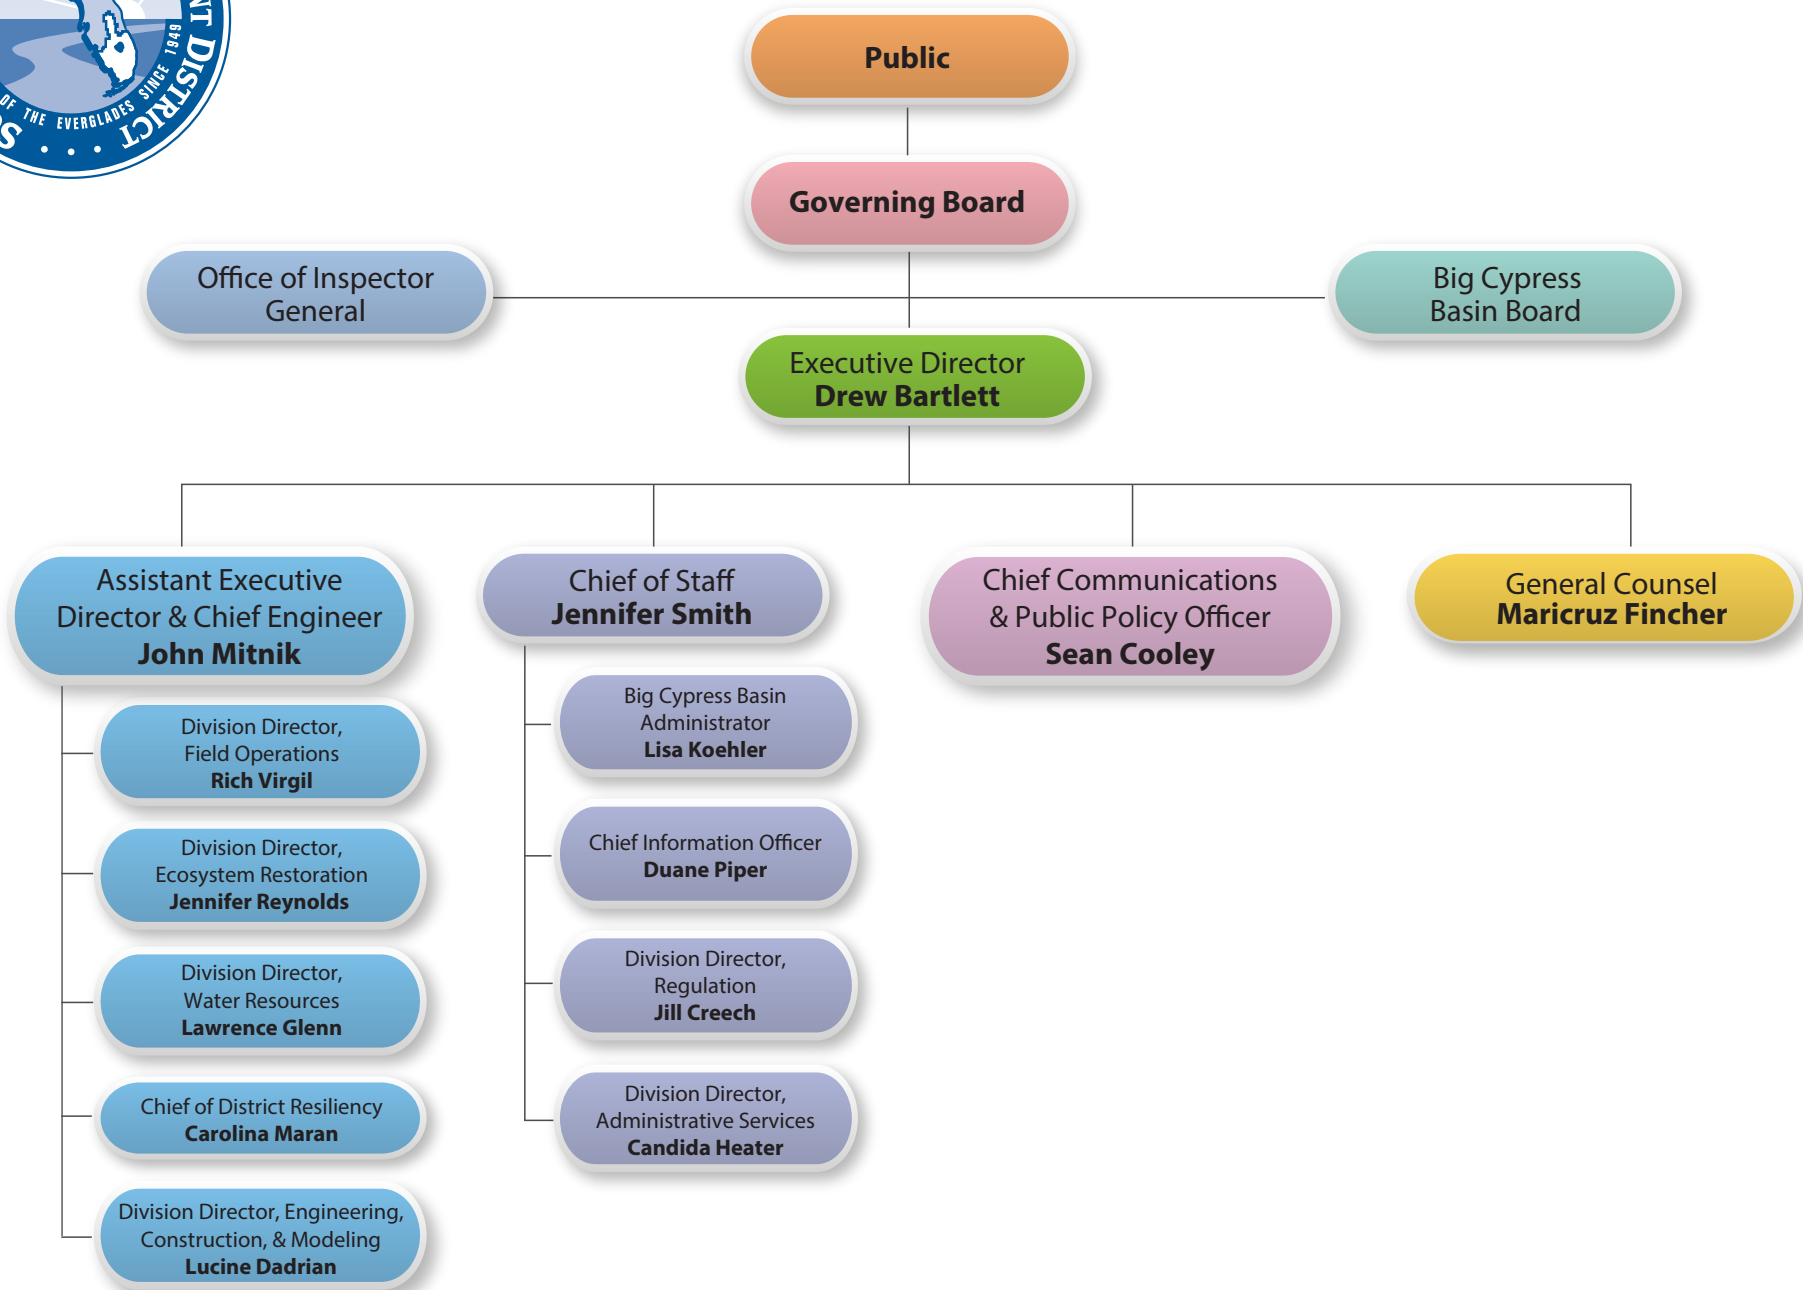 NT DISTRICT
OF THE EVERGLADES SINCE 1949
Public
Governing Board
Office of Inspector
General
Big Cypress
Basin Board
Executive Director
Drew Bartlett
Assistant Executive
Director & Chief Engineer
John Mitnik
Division Director,
Field Operations
Rich Virgil
Division Director,
Ecosystem Restoration
Jennifer Reynolds
Division Director,
Water Resources
Lawrence Glenn
Chief of District Resiliency
Carolina Maran
Division Director, Engineering,
Construction, & Modeling
Lucine Dadrian
Chief of Staff
Jennifer Smith
Big Cypress Basin
Administrator
Lisa Koehler
Chief Information Officer
Duane Piper
Division Director,
Regulation
Jill Creech
Division Director,
Administrative Services
Candida Heater
Chief Communications
& Public Policy Officer
Sean Cooley
General Counsel
Maricruz Fincher